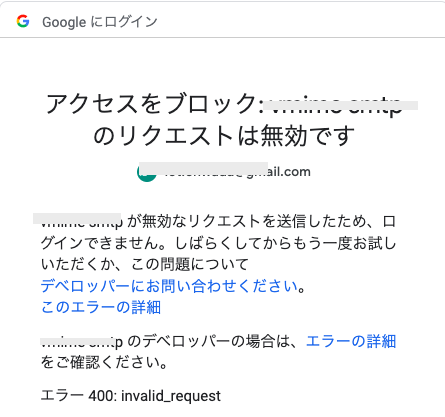 Google にログイン
アクセスをブロック:
のリクエストは無効です
@gmail.com
が無効なリクエストを送信したため、ロ
グインできません。しばらくしてからもう一度お試し
いただくか、この問題について
デベロッパーにお問い合わせください。
このエラーの詳細
のデベロッパーの場合は、エラーの詳細
をご確認ください。
エラー 400: invalid_request